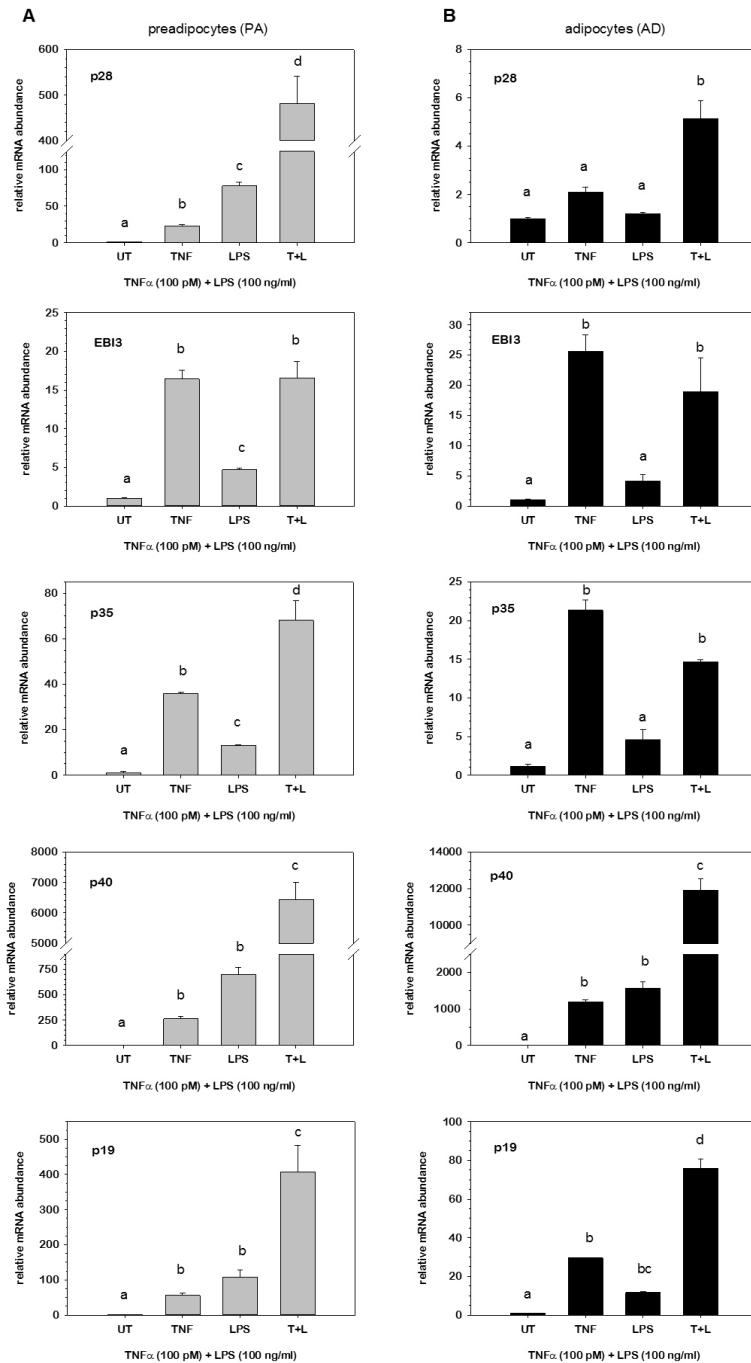 A
B
preadipocytes (PA)
adipocytes (AD)
p28
relative mRNA abundance
600
500
400
100
50
0
a
b
c
d
UT
TNF
LPS
T+L
TNFα (100 pM) + LPS (100 ng/ml)
p28
relative mRNA abundance
8
6
4
2
0
a
a
a
b
UT
TNF
LPS
T+L
TNFα (100 pM) + LPS (100 ng/ml)
EBI3
relative mRNA abundance
25
20
15
10
5
0
a
b
c
b
UT
TNF
LPS
T+L
TNFα (100 pM) + LPS (100 ng/ml)
EBI3
relative mRNA abundance
30
25
20
15
10
5
0
a
b
a
b
UT
TNF
LPS
T+L
TNFα (100 pM) + LPS (100 ng/ml)
p35
relative mRNA abundance
80
60
40
20
0
a
b
c
d
UT
TNF
LPS
T+L
TNFα (100 pM) + LPS (100 ng/ml)
p35
relative mRNA abundance
25
20
15
10
5
0
a
b
a
b
UT
TNF
LPS
T+L
TNFα (100 pM) + LPS (100 ng/ml)
p40
relative mRNA abundance
8000
7000
6000
5000
750
500
250
0
a
b
b
c
UT
TNF
LPS
T+L
TNFα (100 pM) + LPS (100 ng/ml)
p40
relative mRNA abundance
14000
12000
10000
2000
1000
0
a
b
b
c
UT
TNF
LPS
T+L
TNFα (100 pM) + LPS (100 ng/ml)
p19
relative mRNA abundance
500
400
300
200
100
0
a
b
b
c
UT
TNF
LPS
T+L
TNFα (100 pM) + LPS (100 ng/ml)
p19
relative mRNA abundance
100
80
60
40
20
0
a
b
bc
d
UT
TNF
LPS
T+L
TNFα (100 pM) + LPS (100 ng/ml)